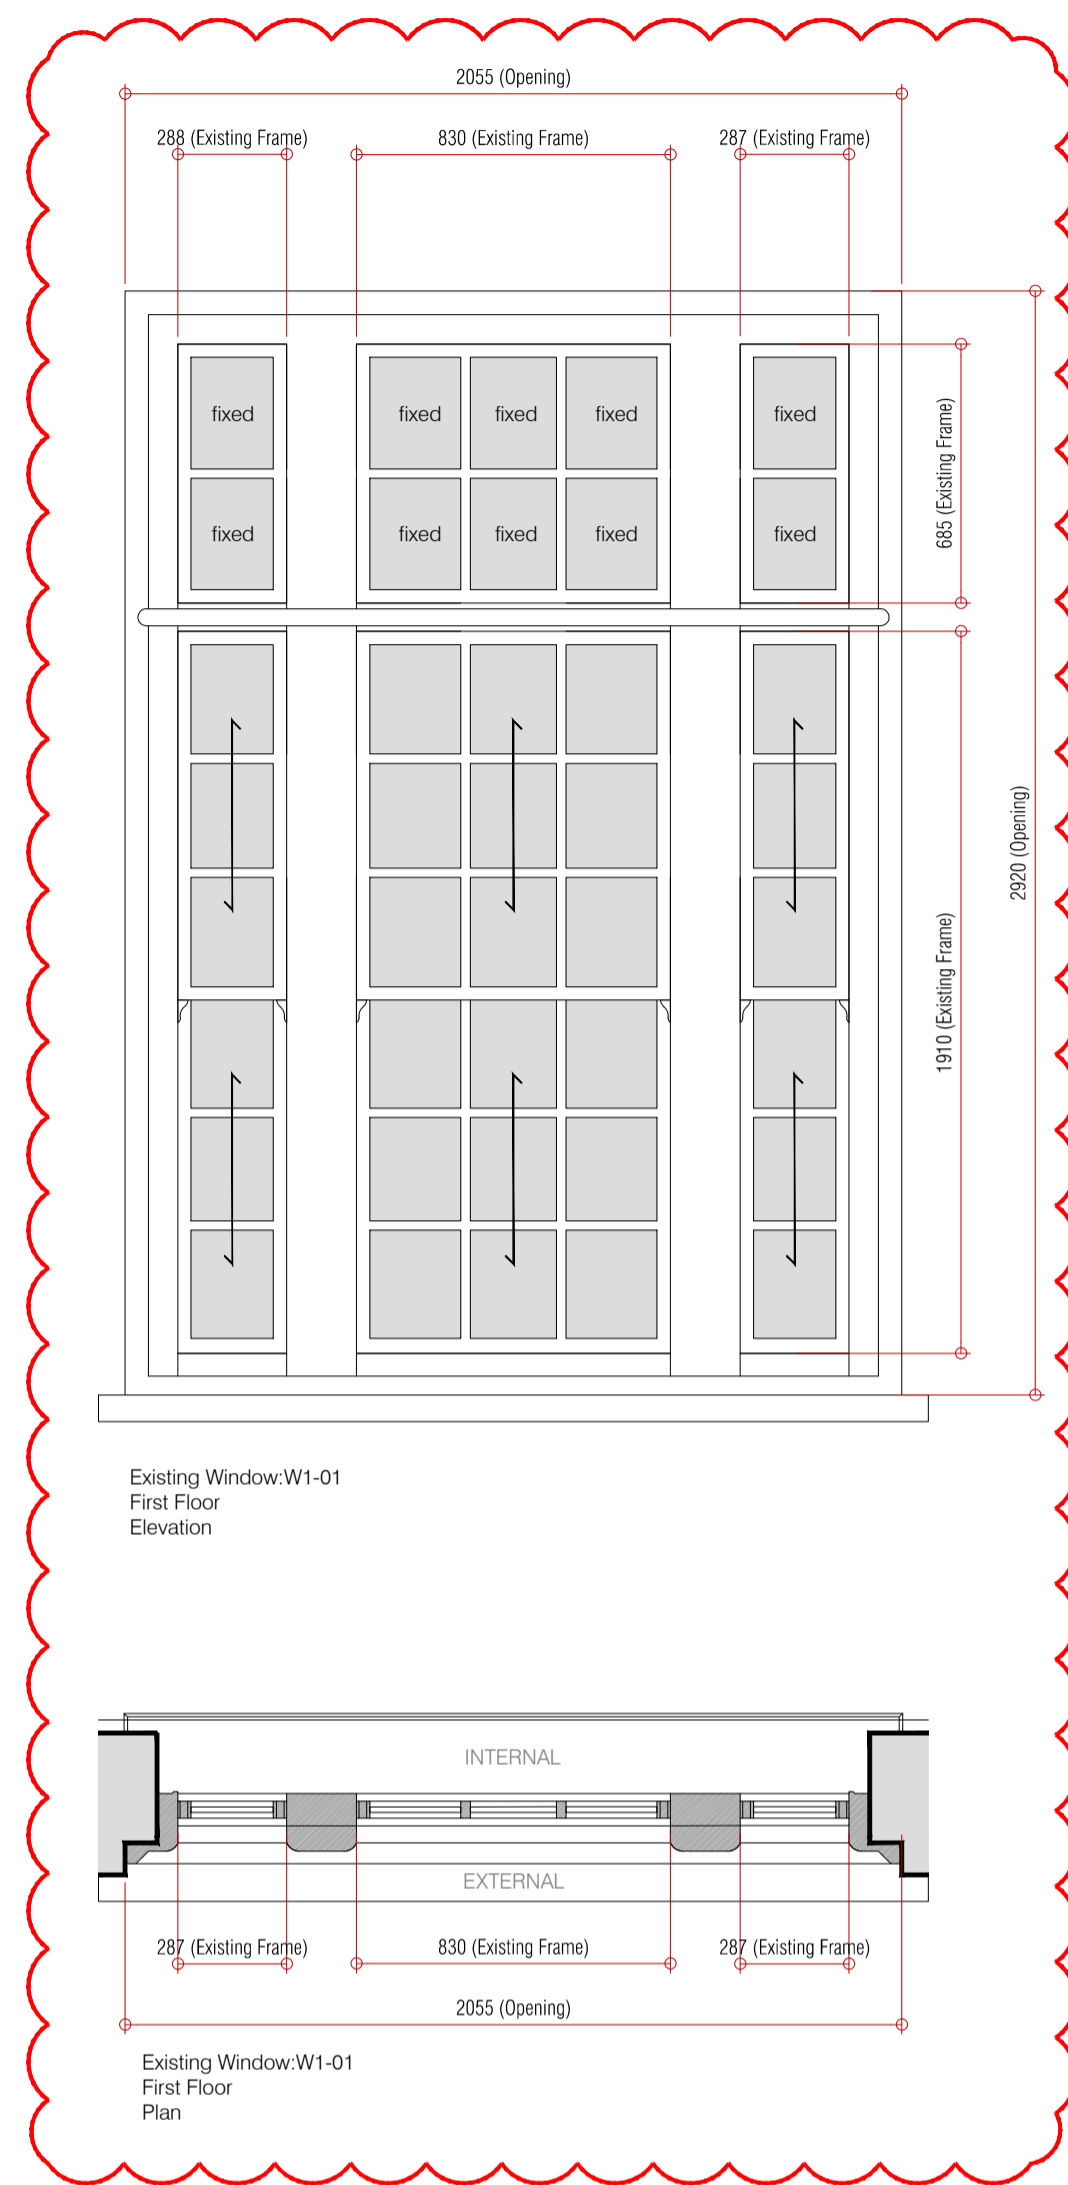 2055 (Opening)
288 (Existing Frame)
830 (Existing Frame)
287 (Existing Frame)
fixed
fixed
fixed
fixed
fixed
fixed
fixed
fixed
fixed
fixed
685 (Existing Frame)
2920 (Opening)
1910 (Existing Frame)
Existing Window:W1-01
First Floor
Elevation
INTERNAL
EXTERNAL
287 (Existing Frame)
830 (Existing Frame)
287 (Existing Frame)
2055 (Opening)
Existing Window:W1-01
First Floor
Plan